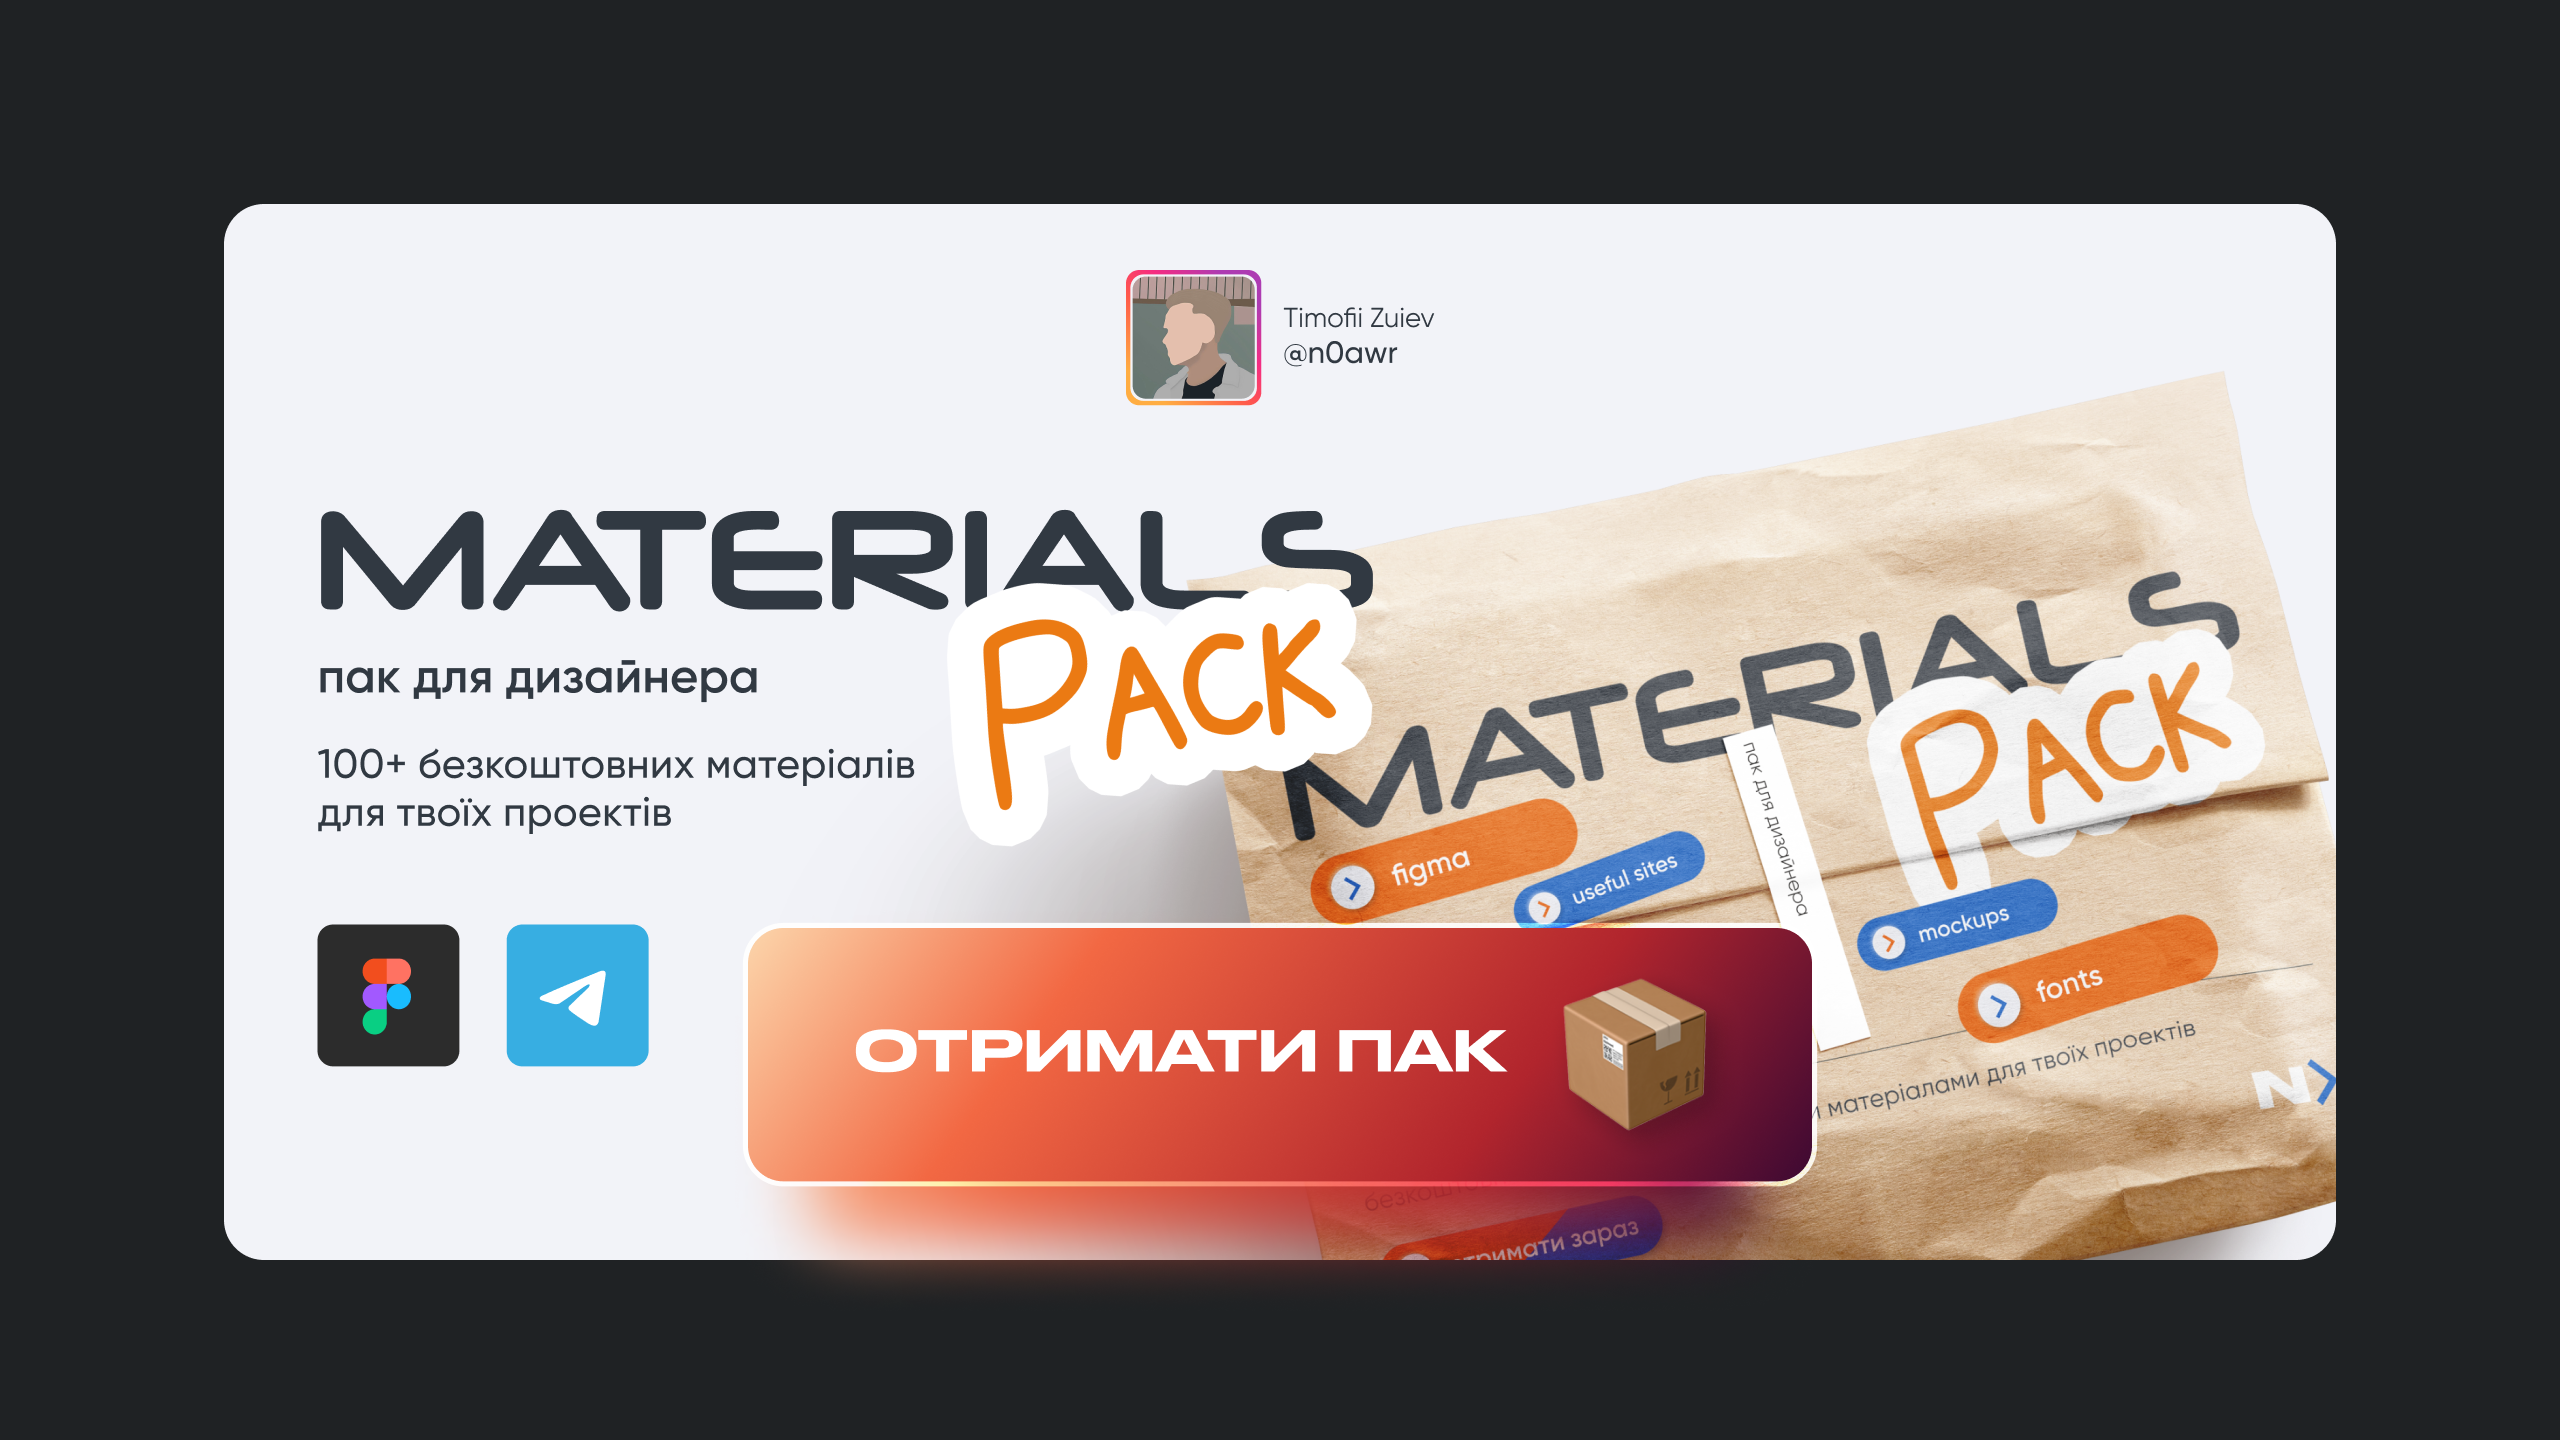 Timofii Zuiev
@n0awr
MATERIALS
PACK
пак для дизайнера
100+ безкоштовних матеріалів
для твоїх проектів
ОТРИМАТИ ПАК
MATERIALS
PACK
пак для дизайнера
figma
useful sites
mockups
fonts
матеріалами для твоїх проектів
N
отримати зараз